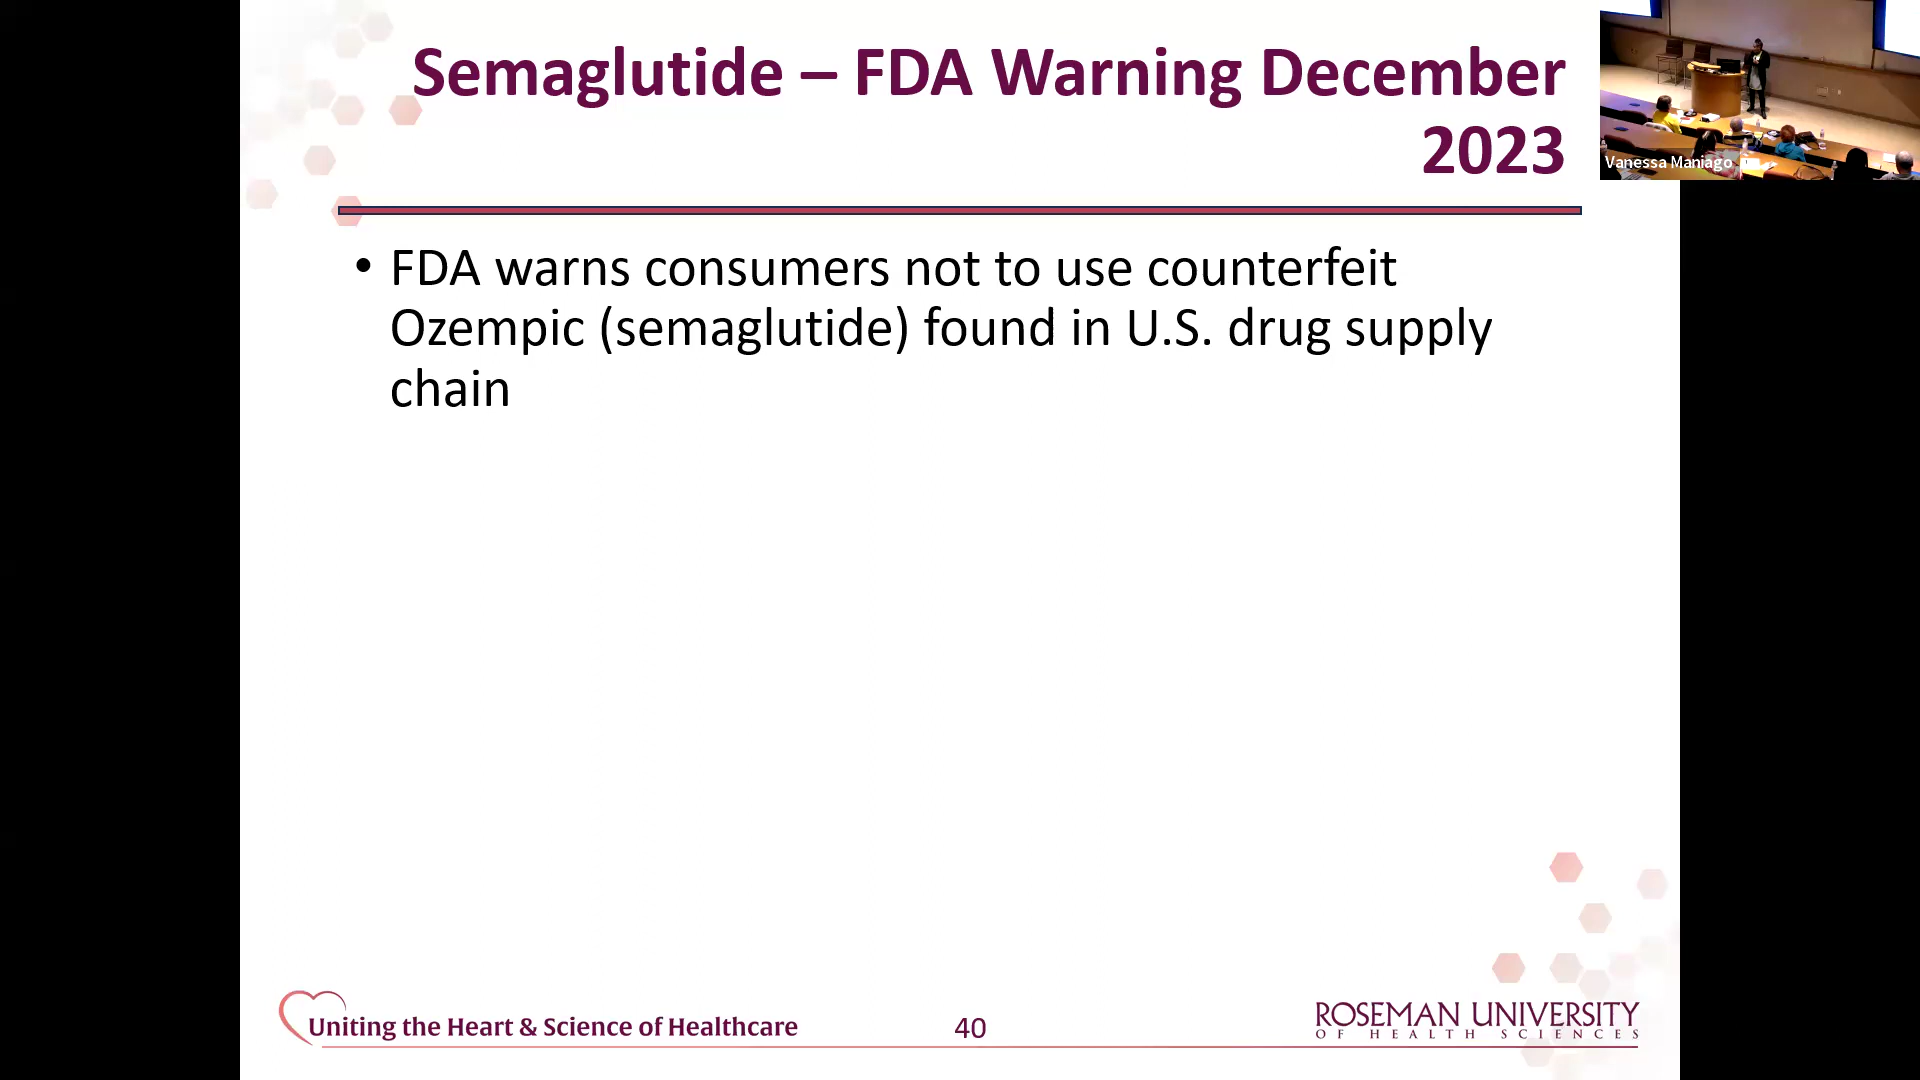 Semaglutide – FDA Warning December
2023
Vanessa Maniago
• FDA warns consumers not to use counterfeit
Ozempic (semaglutide) found in U.S. drug supply
chain
Uniting the Heart & Science of Healthcare
40
ROSEMAN UNIVERSITY
OF HEALTH SCIENCES